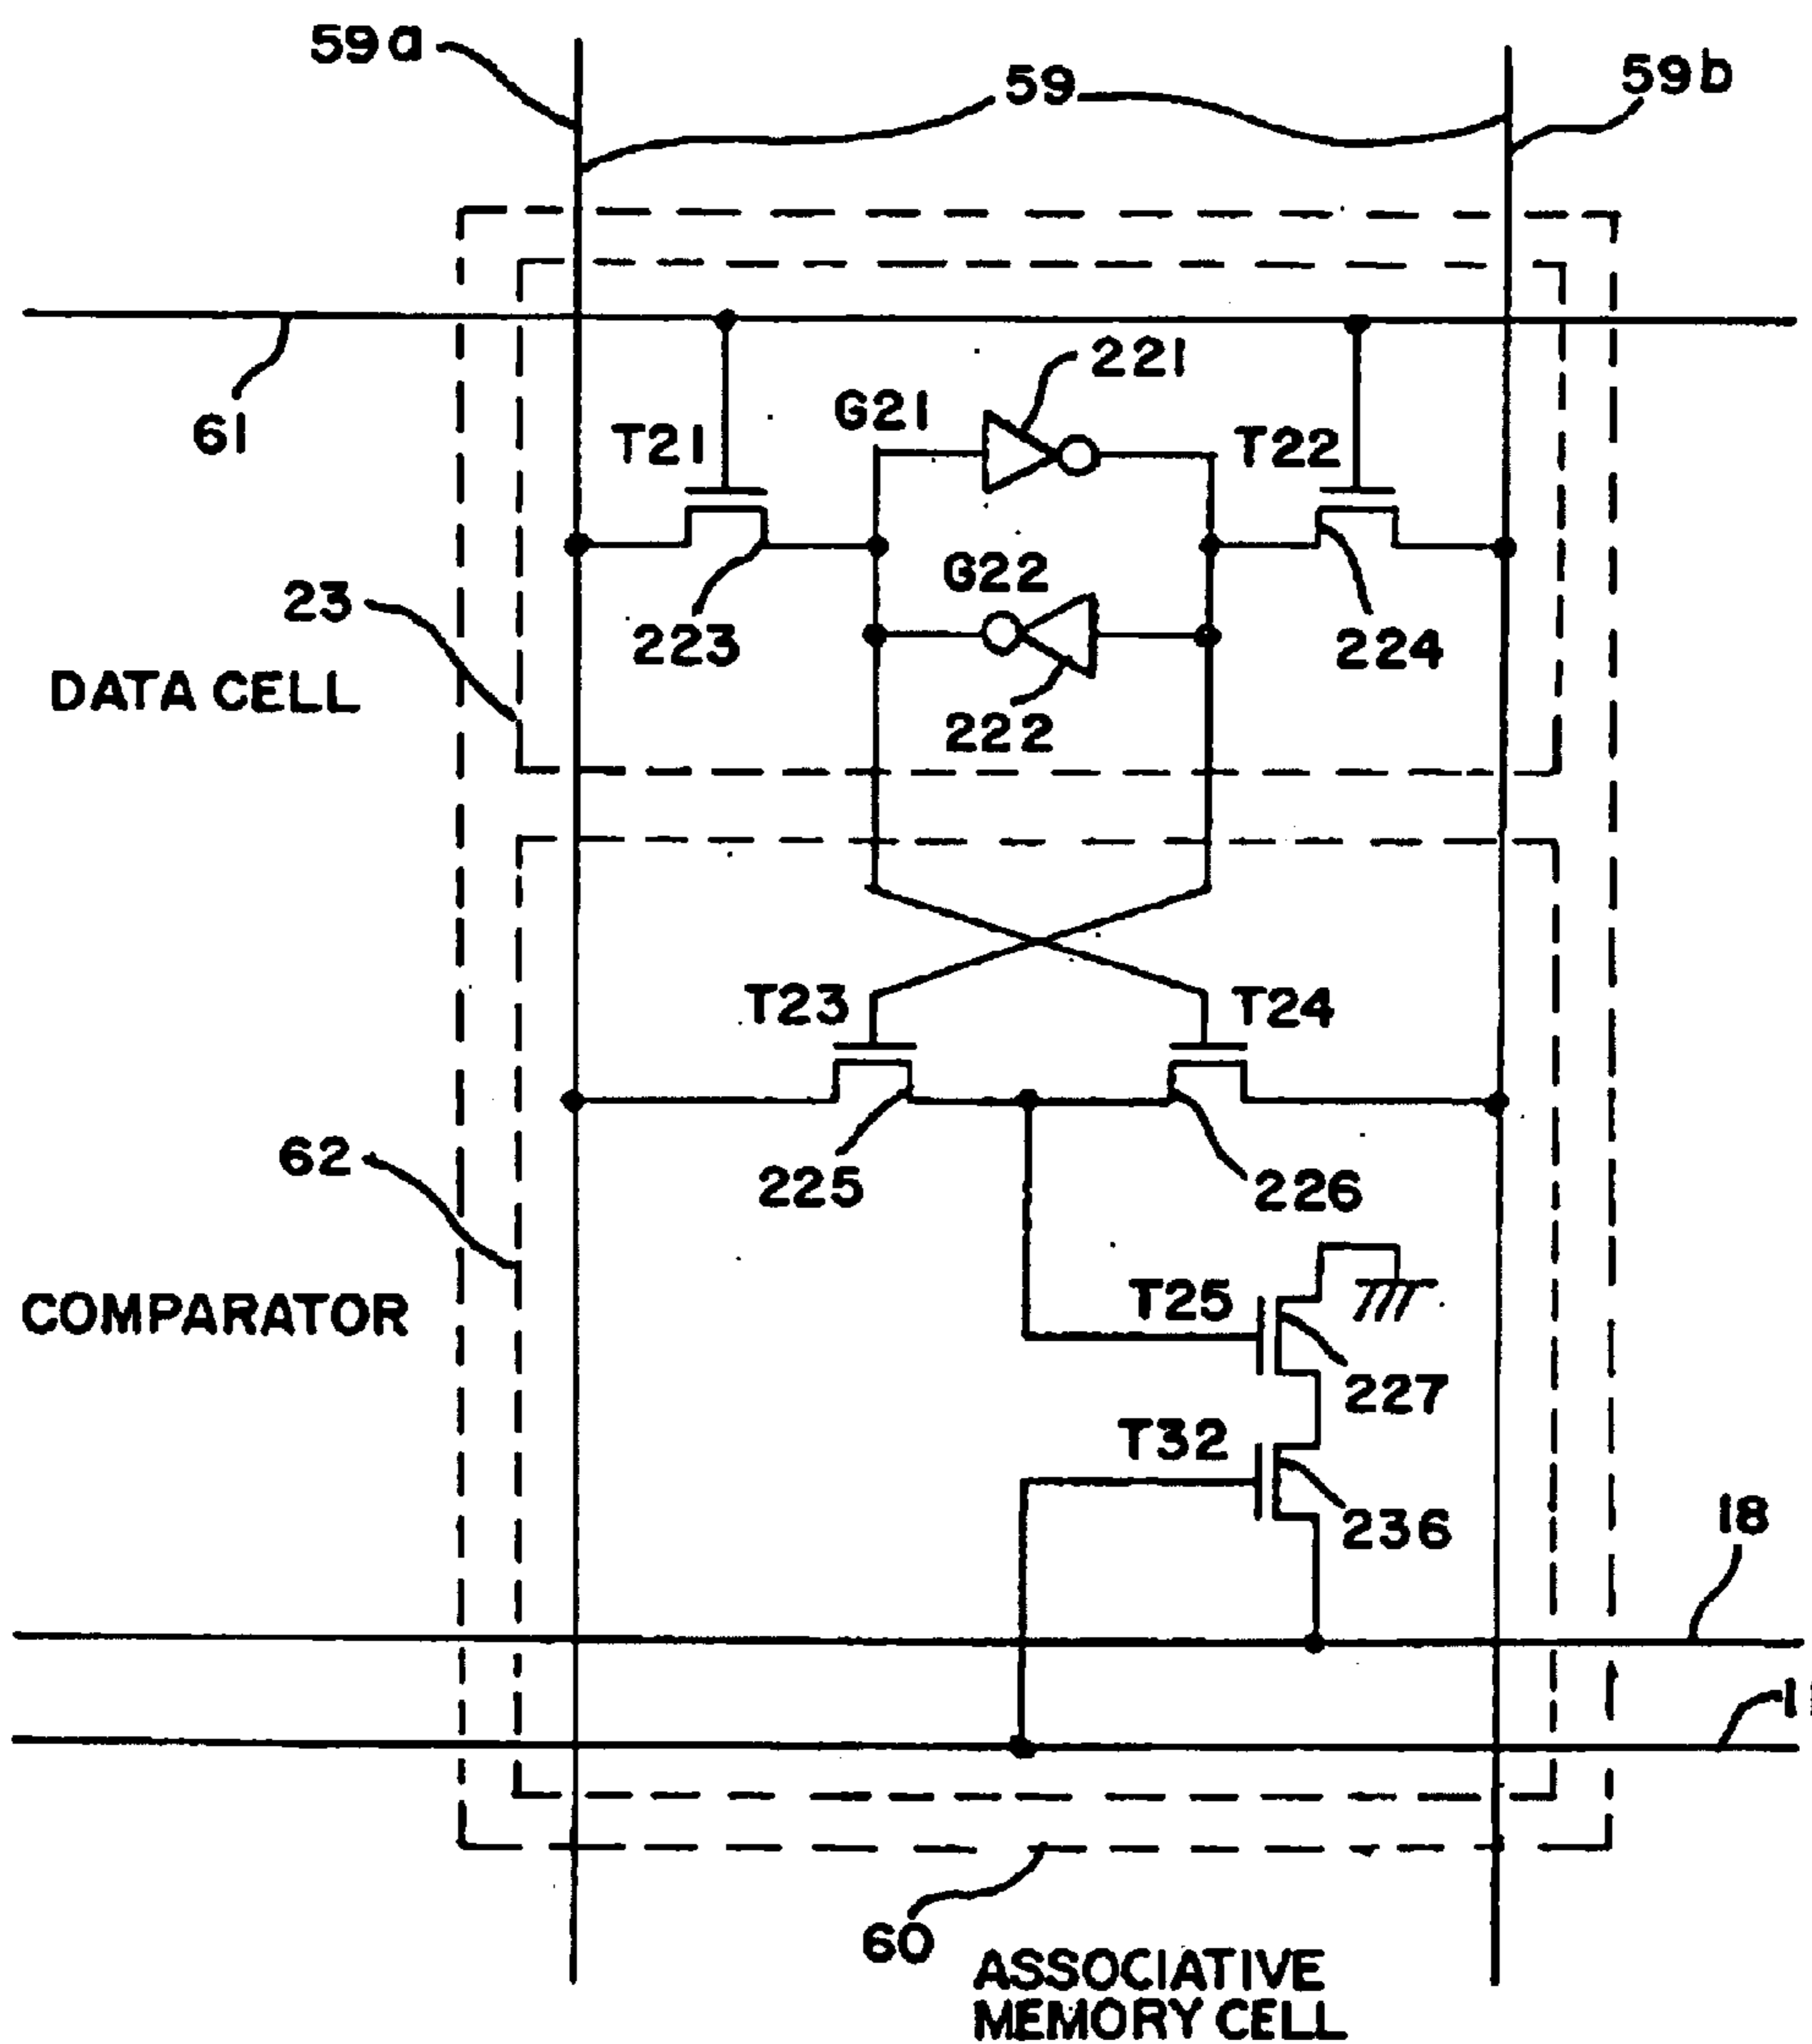 59a
59
59b
61
T21
G21
221
T22
23
223
G22
222
224
DATA CELL
T23
T24
62
225
226
COMPARATOR
T25
227
T32
236
18
60
ASSOCIATIVE
MEMORY CELL